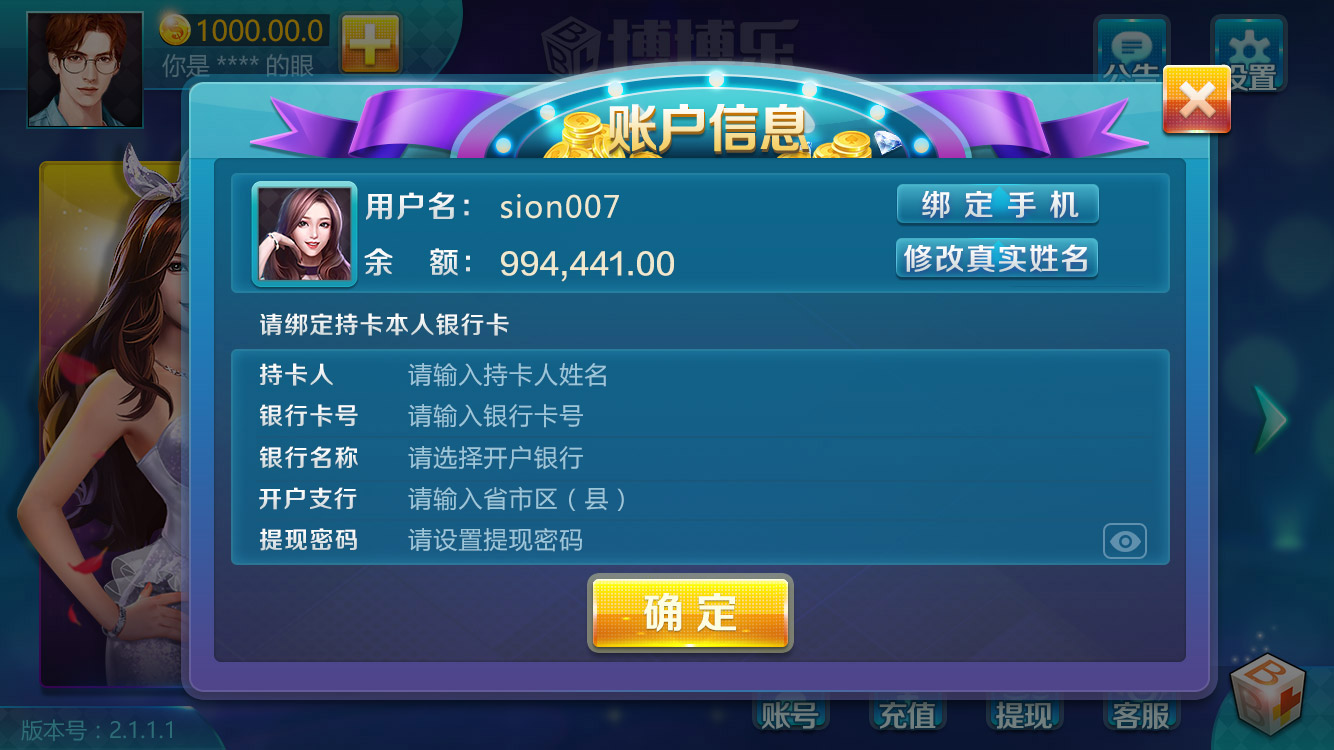 1000.00.0
你是 **** 的眼
博博乐
公告
设置
账户信息
用户名： sion007
绑定手机
余 额： 994,441.00
修改真实姓名
请绑定持卡本人银行卡
持卡人 请输入持卡人姓名
银行卡号 请输入银行卡号
银行名称 请选择开户银行
开户支行 请输入省市区（县）
提现密码 请设置提现密码
确定
账号 充值 提现 客服
版本号：2.1.1.1
B